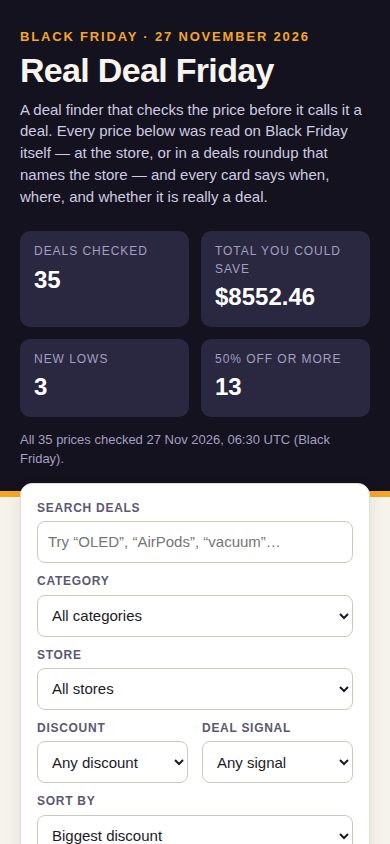 BLACK FRIDAY · 27 NOVEMBER 2026
Real Deal Friday
A deal finder that checks the price before it calls it a
deal. Every price below was read on Black Friday
itself — at the store, or in a deals roundup that
names the store — and every card says when,
where, and whether it is really a deal.
DEALS CHECKED
35
TOTAL YOU COULD
SAVE
$8552.46
NEW LOWS
3
50% OFF OR MORE
13
All 35 prices checked 27 Nov 2026, 06:30 UTC (Black
Friday).
SEARCH DEALS
Try “OLED”, “AirPods”, “vacuum”…
CATEGORY
All categories
STORE
All stores
DISCOUNT
Any discount
DEAL SIGNAL
Any signal
SORT BY
Biggest discount